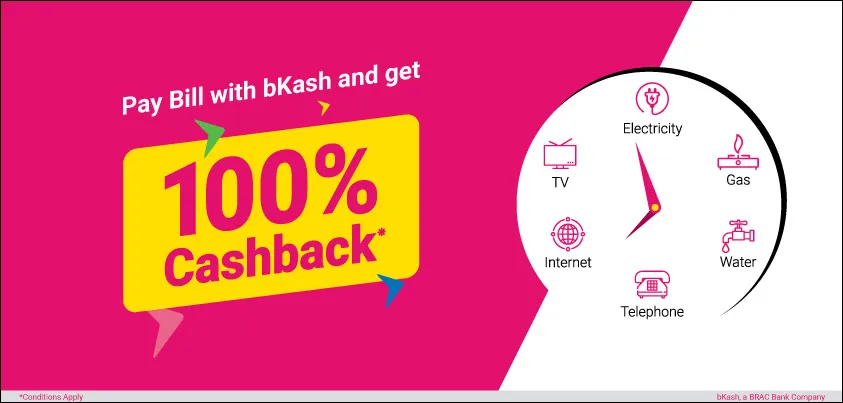 Pay Bill with bKash and get
100%
Cashback*
Electricity
TV
Gas
Internet
Water
Telephone
*Conditions Apply
bKash, a BRAC Bank Company